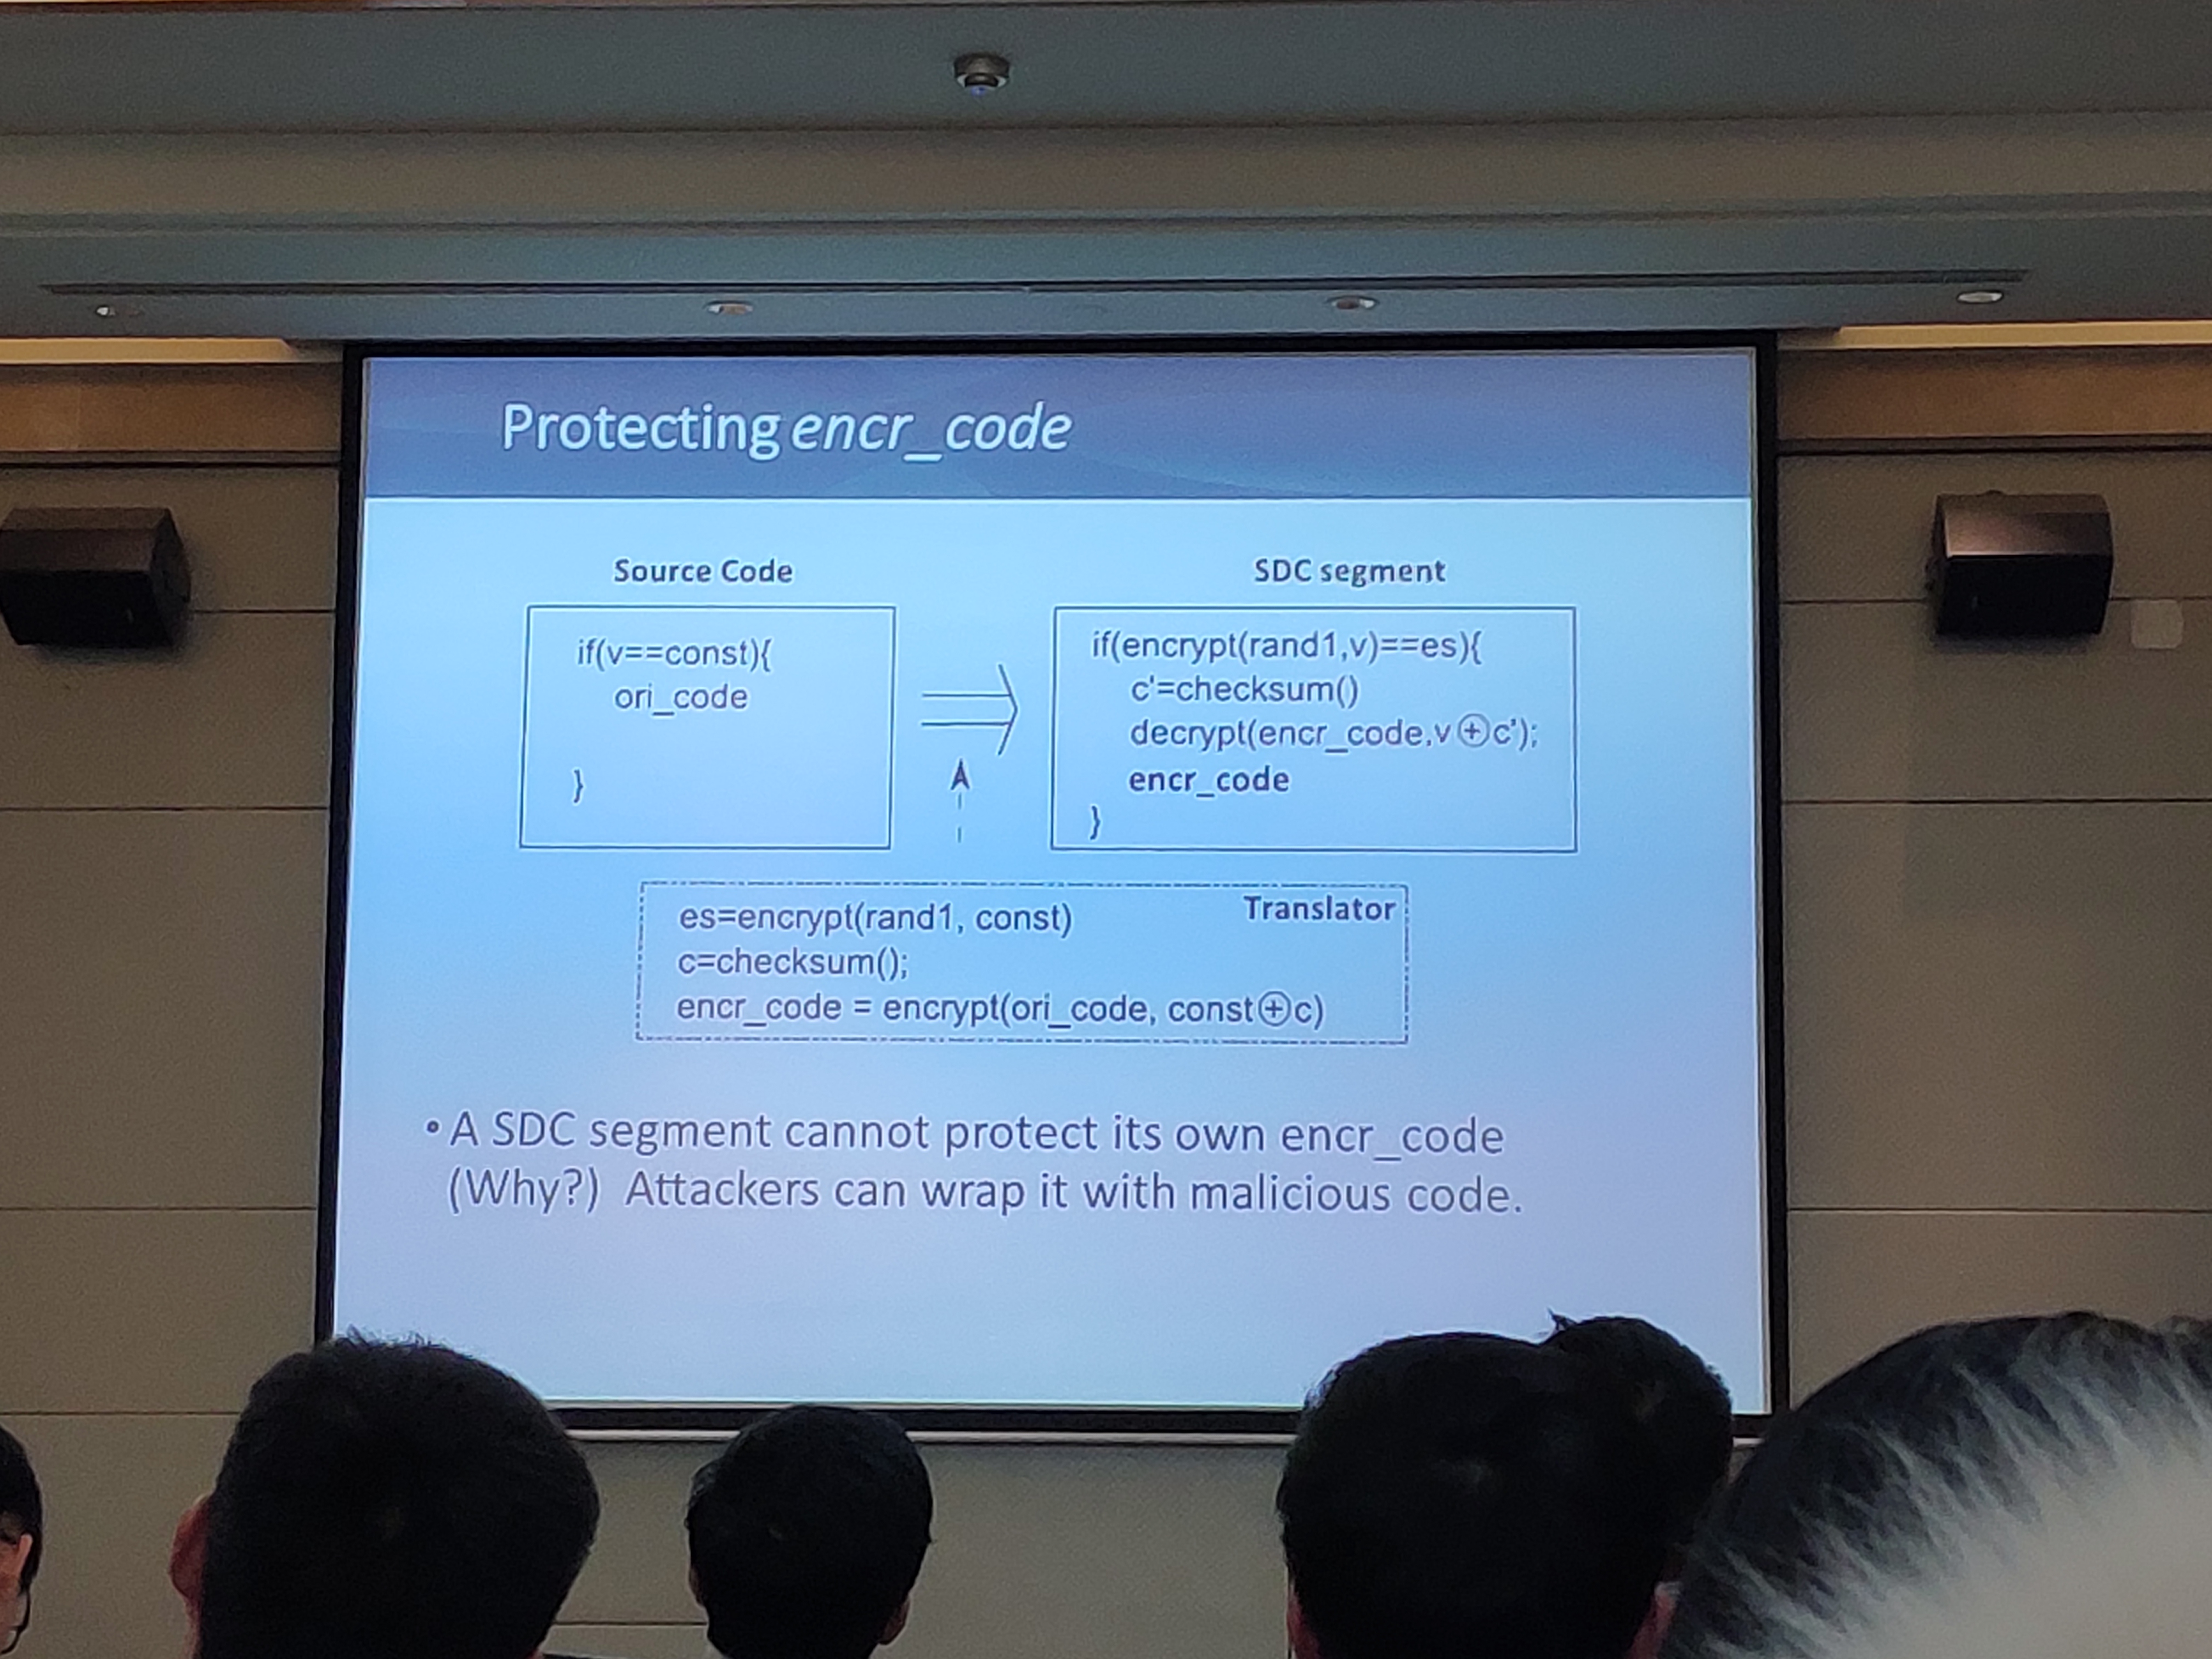 Protecting encr_code
Source Code
if(v==const){
ori_code
}
SDC segment
if(encrypt(rand1,v)==es){
c'=checksum()
decrypt(encr_code,v⊕c');
encr_code
}
Translator
es=encrypt(rand1, const)
c=checksum();
encr_code = encrypt(ori_code, const⊕c)
• A SDC segment cannot protect its own encr_code
(Why?) Attackers can wrap it with malicious code.